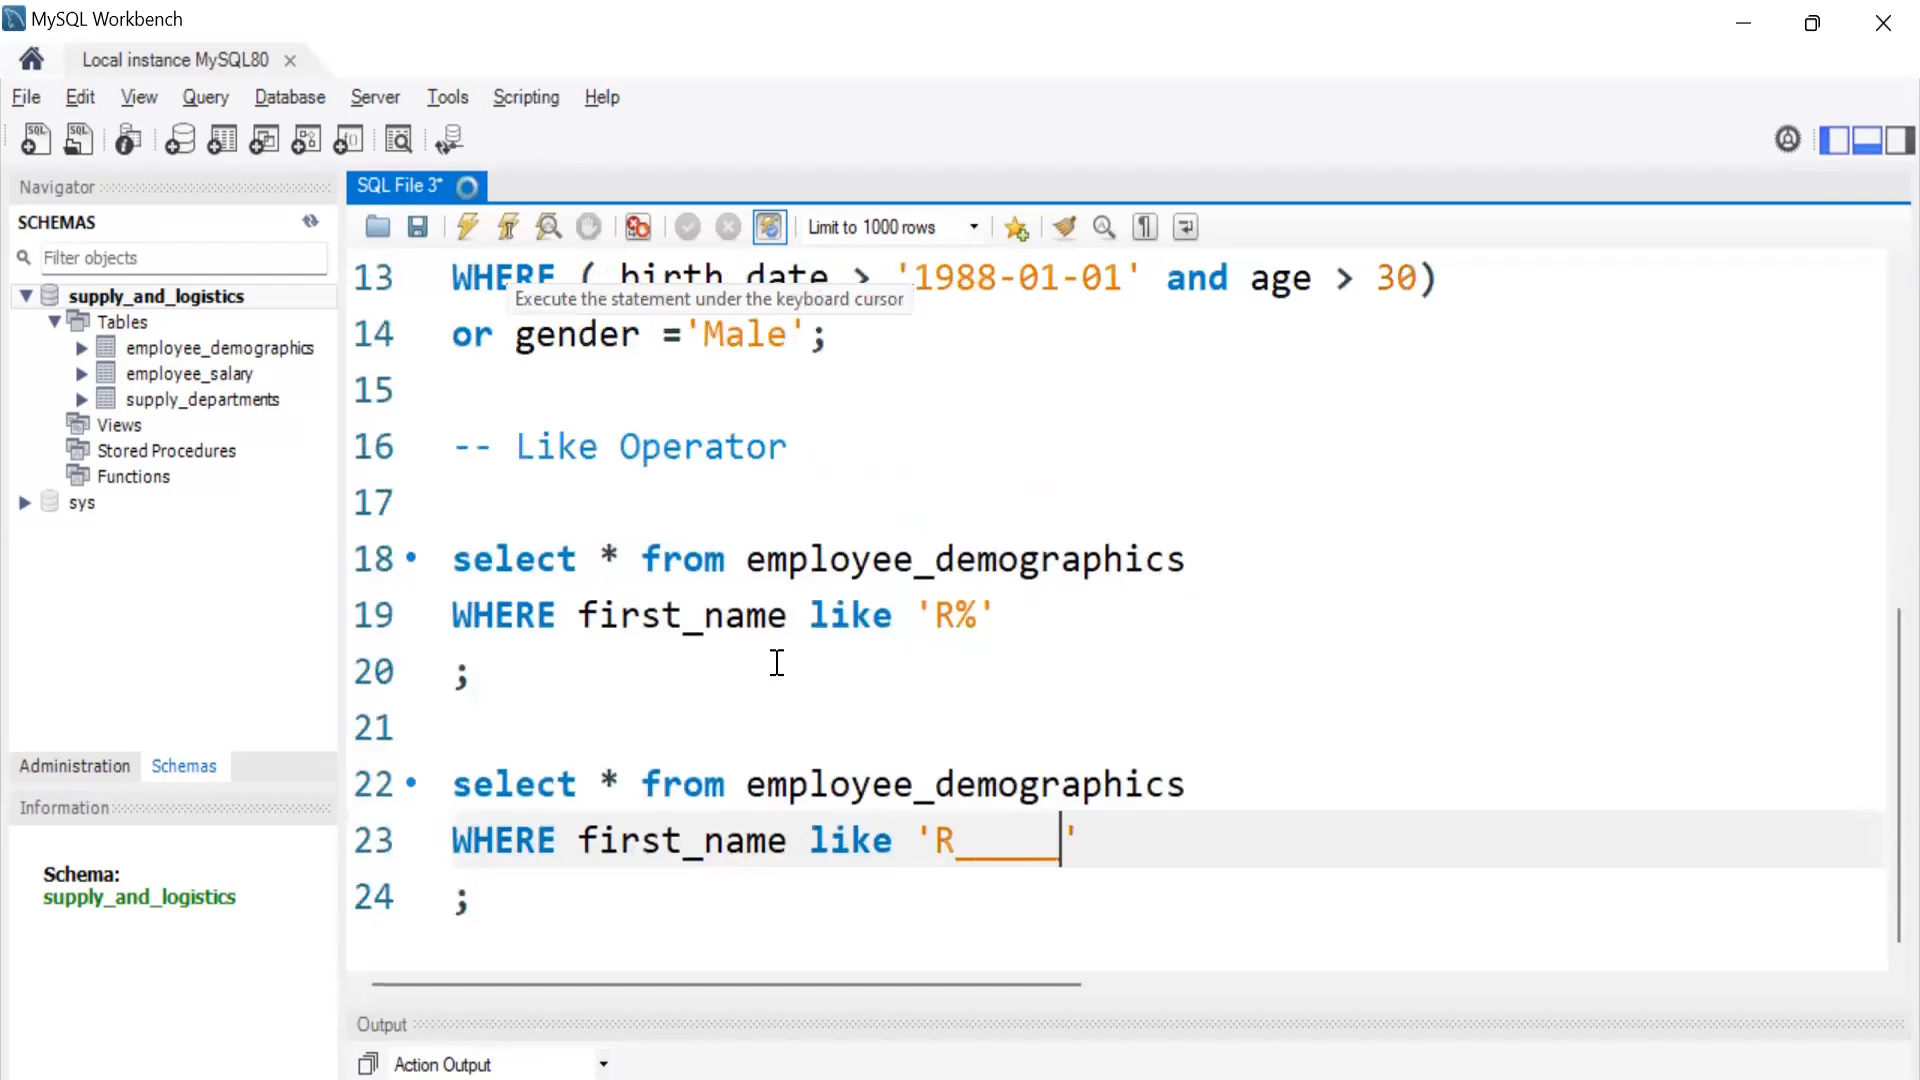 MySQL Workbench
Local instance MySQL80
File Edit View Query Database Server Tools Scripting Help
Navigator
SCHEMAS
Filter objects
supply_and_logistics
Tables
employee_demographics
employee_salary
supply_departments
Views
Stored Procedures
Functions
sys
Administration Schemas
Information
Schema:
supply_and_logistics
SQL File 3*
Limit to 1000 rows
13 WHERE ( birth_date > '1988-01-01' and age > 30)
Execute the statement under the keyboard cursor
14 or gender ='Male';
15
16 -- Like Operator
17
18 select * from employee_demographics
19 WHERE first_name like 'R%'
20 ;
21
22 select * from employee_demographics
23 WHERE first_name like 'R_____'
24 ;
Output
Action Output